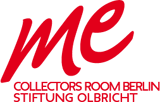 me
COLLECTORS ROOM BERLIN
STIFTUNG OLBRICHT